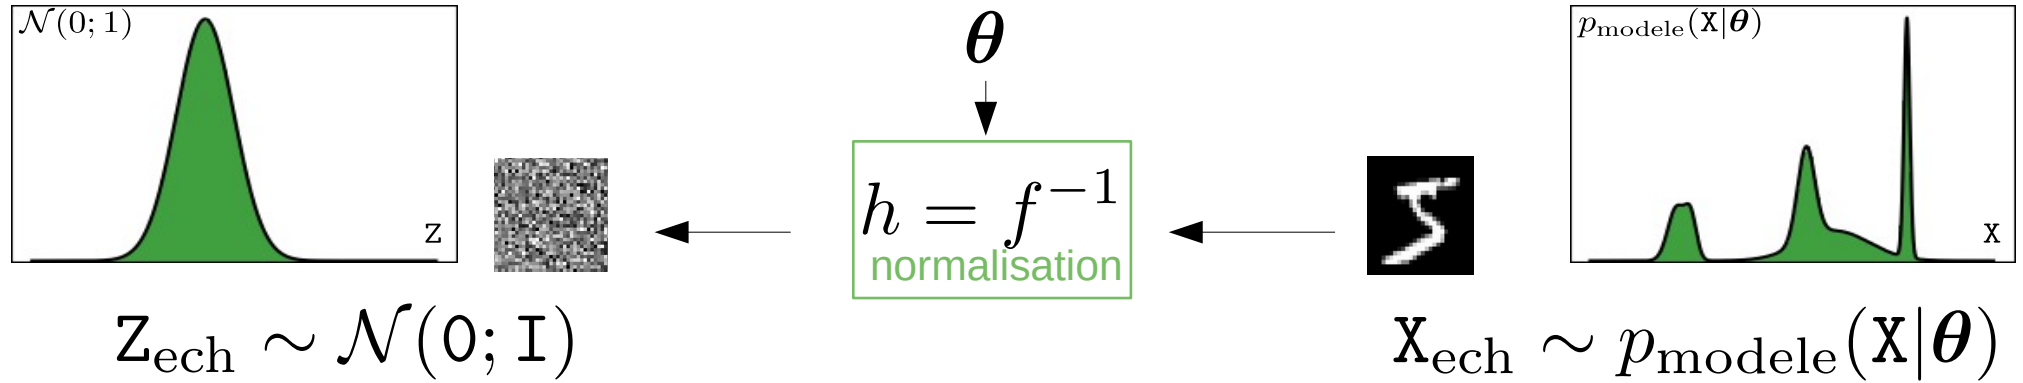 𝒩(0; 1)
Z
θ
h = f⁻¹
normalisation
p_modele(X|θ)
X
Z_ech ∼ 𝒩(0; I)
X_ech ∼ p_modele(X|θ)